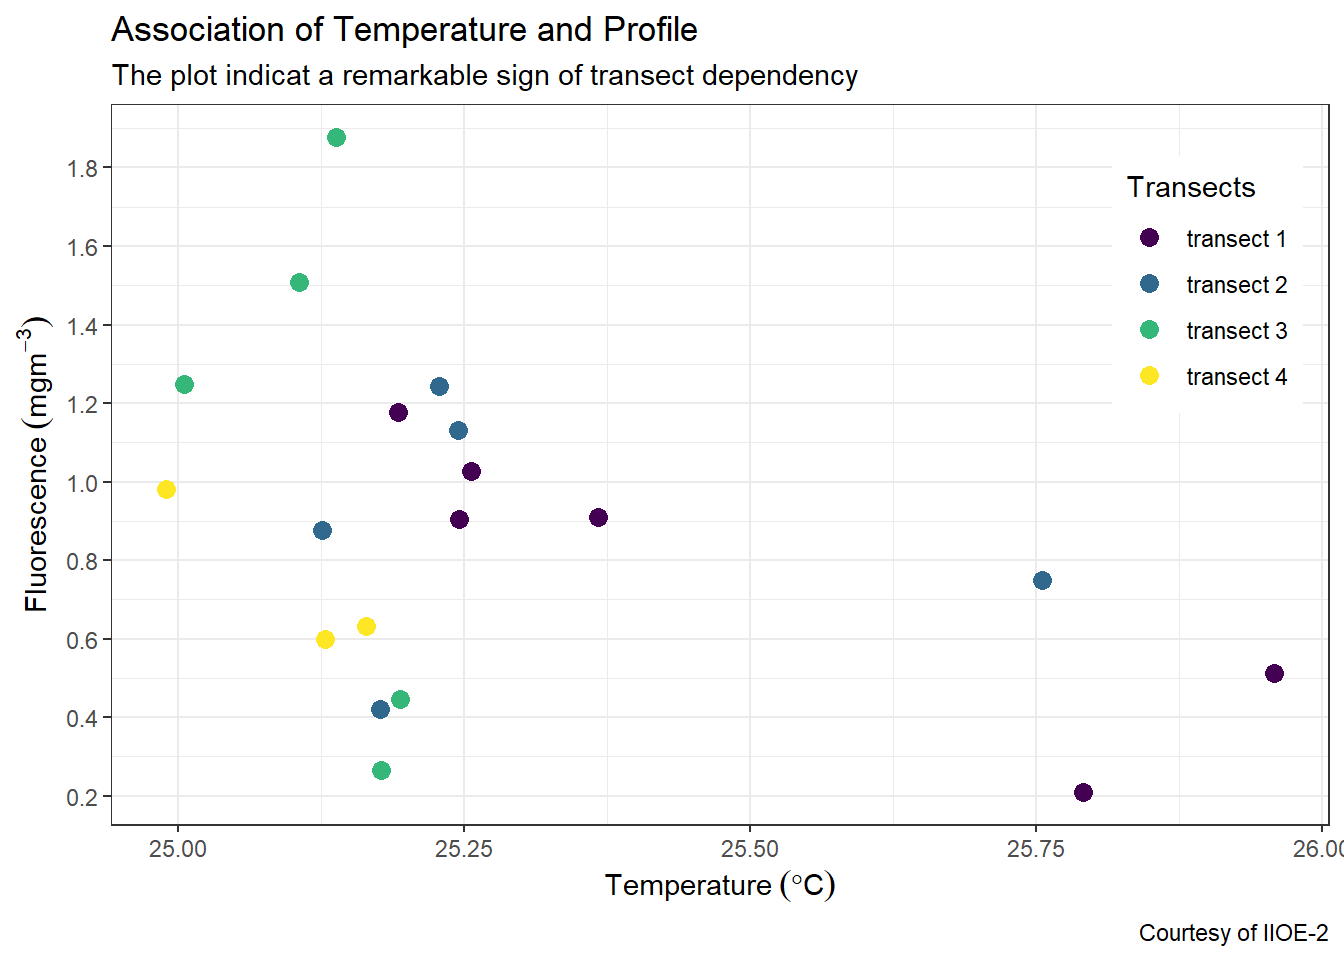 Association of Temperature and Profile
The plot indicat a remarkable sign of transect dependency
Fluorescence (mgm⁻³)
1.8
1.6
1.4
1.2
1.0
0.8
0.6
0.4
0.2
Transects
transect 1
transect 2
transect 3
transect 4
25.00 25.25 25.50 25.75 26.00
Temperature (°C)
Courtesy of IIOE-2